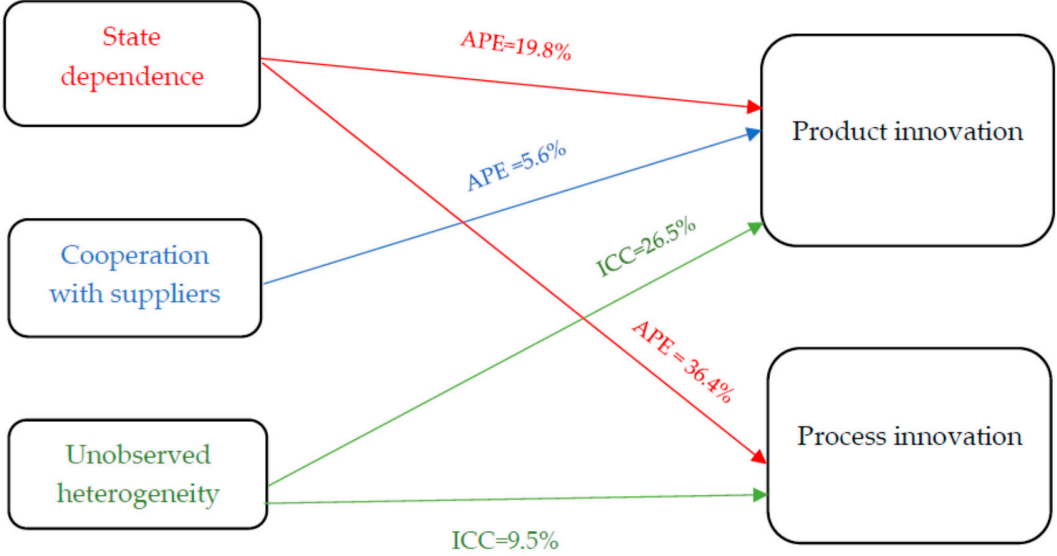 State
dependence
APE=19.8%
Product innovation
APE =5.6%
Cooperation
with suppliers
ICC=26.5%
APE = 36.4%
Process innovation
Unobserved
heterogeneity
ICC=9.5%